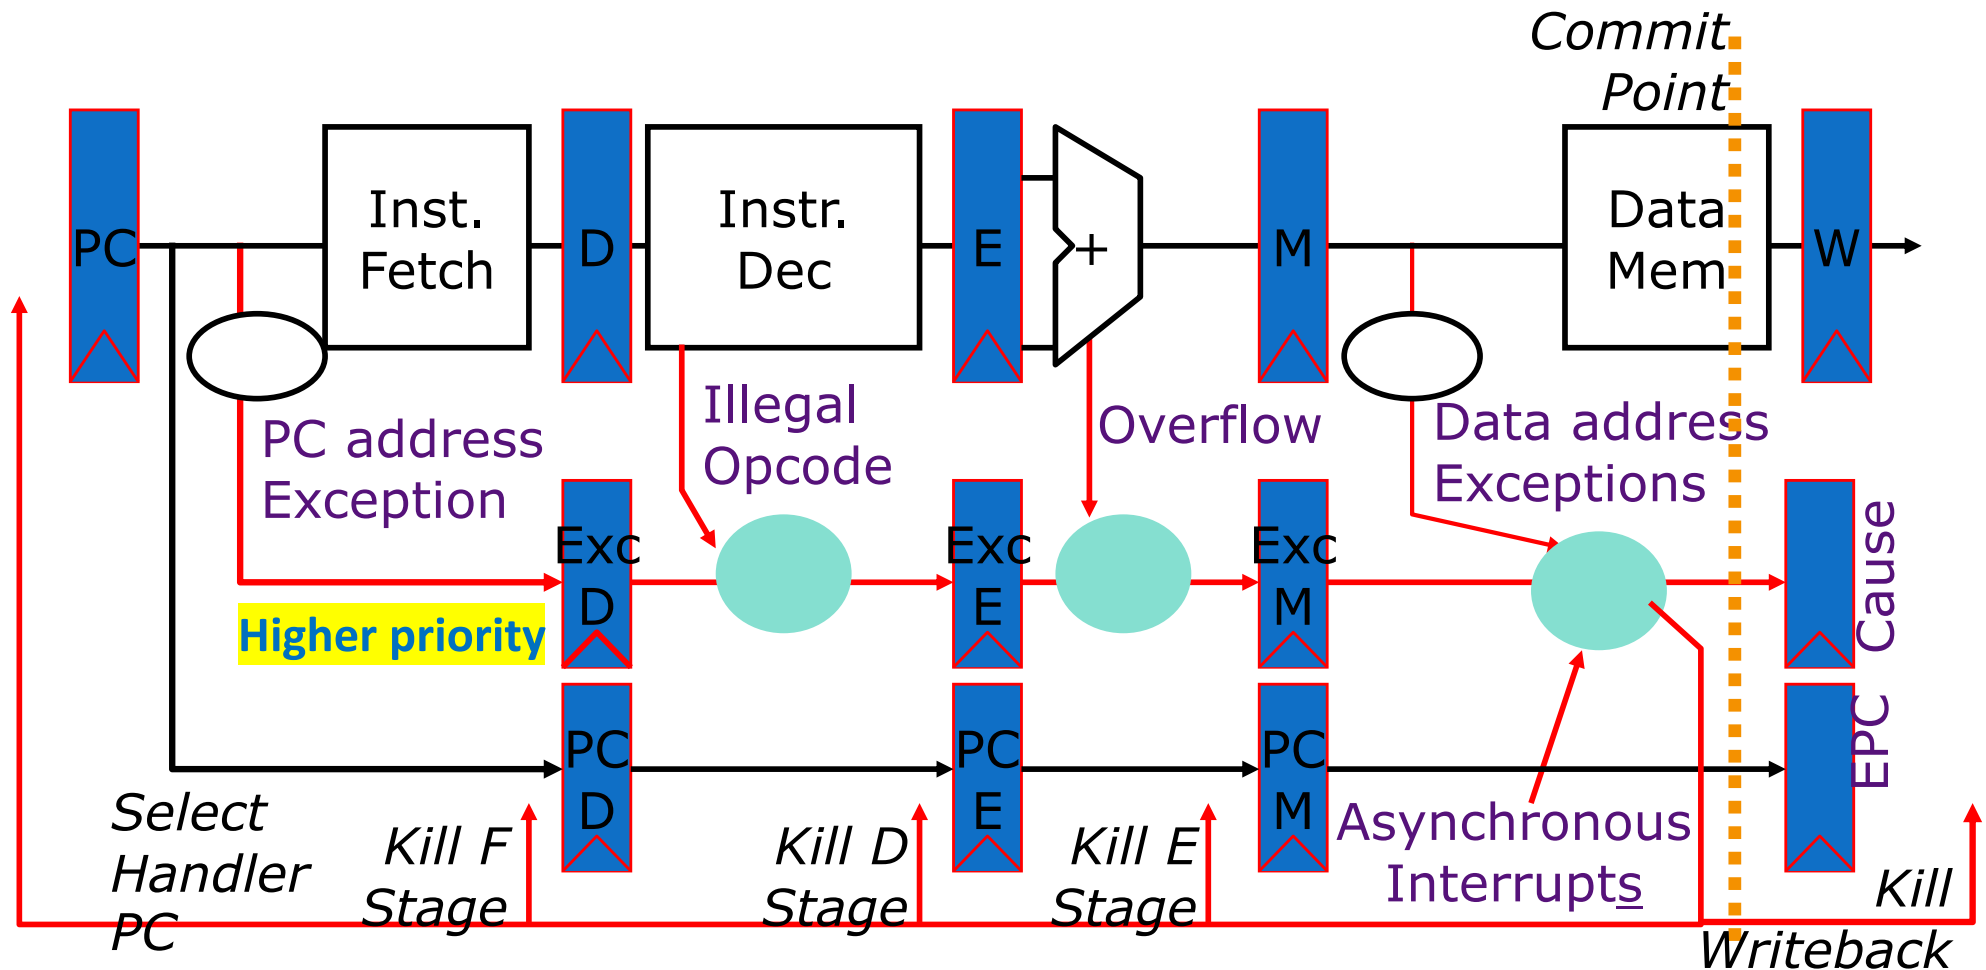 Commit
Point
PC
Inst.
Fetch
D
Instr.
Dec
E
+
M
Data
Mem
W
PC address
Exception
Illegal
Opcode
Overflow
Data address
Exceptions
Exc
D
Exc
E
Exc
M
Cause
Higher priority
PC
D
PC
E
PC
M
EPC
Select
Handler
PC
Kill F
Stage
Kill D
Stage
Kill E
Stage
Asynchronous
Interrupts
Kill
Writeback